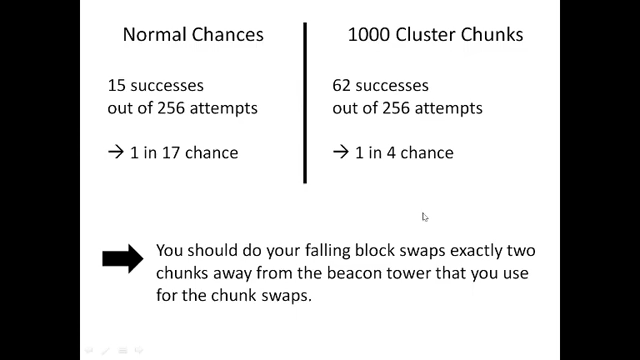 Normal Chances
15 successes
out of 256 attempts
→ 1 in 17 chance
1000 Cluster Chunks
62 successes
out of 256 attempts
→ 1 in 4 chance
You should do your falling block swaps exactly two
chunks away from the beacon tower that you use
for the chunk swaps.